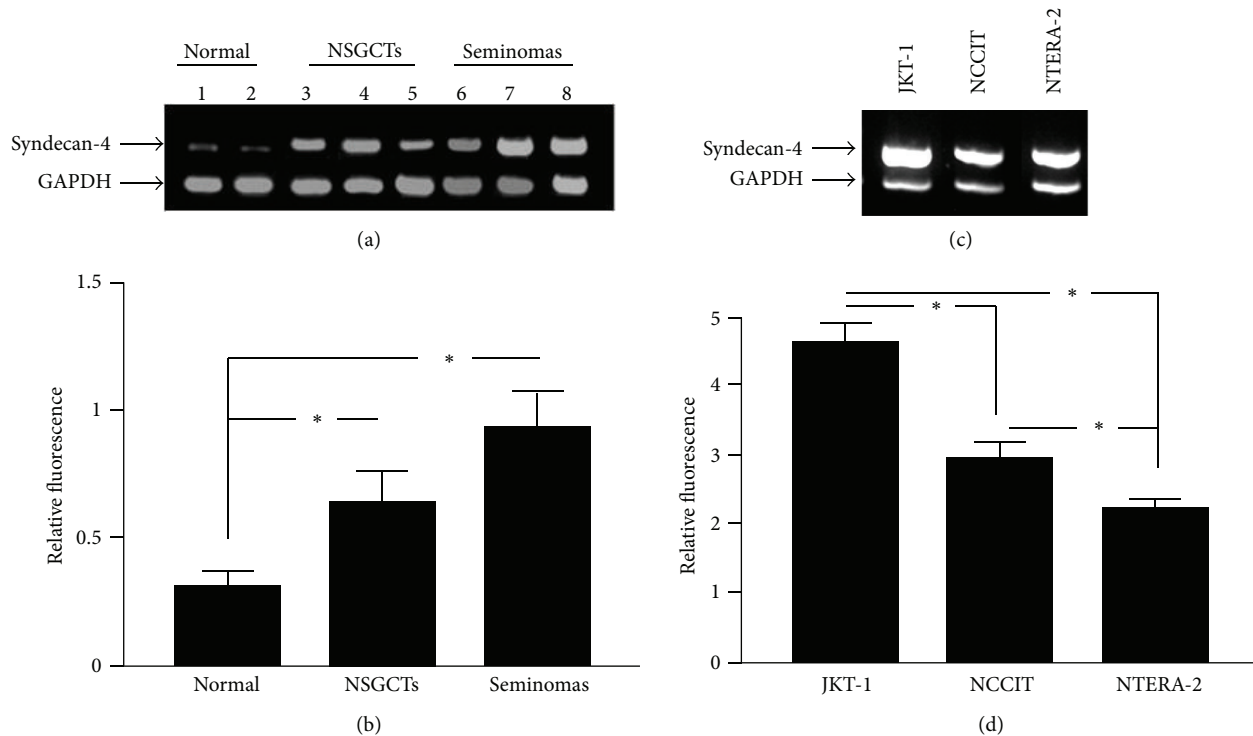 Normal NSGCTs Seminomas
1 2 3 4 5 6 7 8
Syndecan-4
GAPDH
(a)
JKT-1 NCCIT NTERA-2
Syndecan-4
GAPDH
(c)
Relative fluorescence
1.5
1
0.5
0
* *
Normal NSGCTs Seminomas
(b)
Relative fluorescence
5
4
3
2
1
0
* * *
JKT-1 NCCIT NTERA-2
(d)